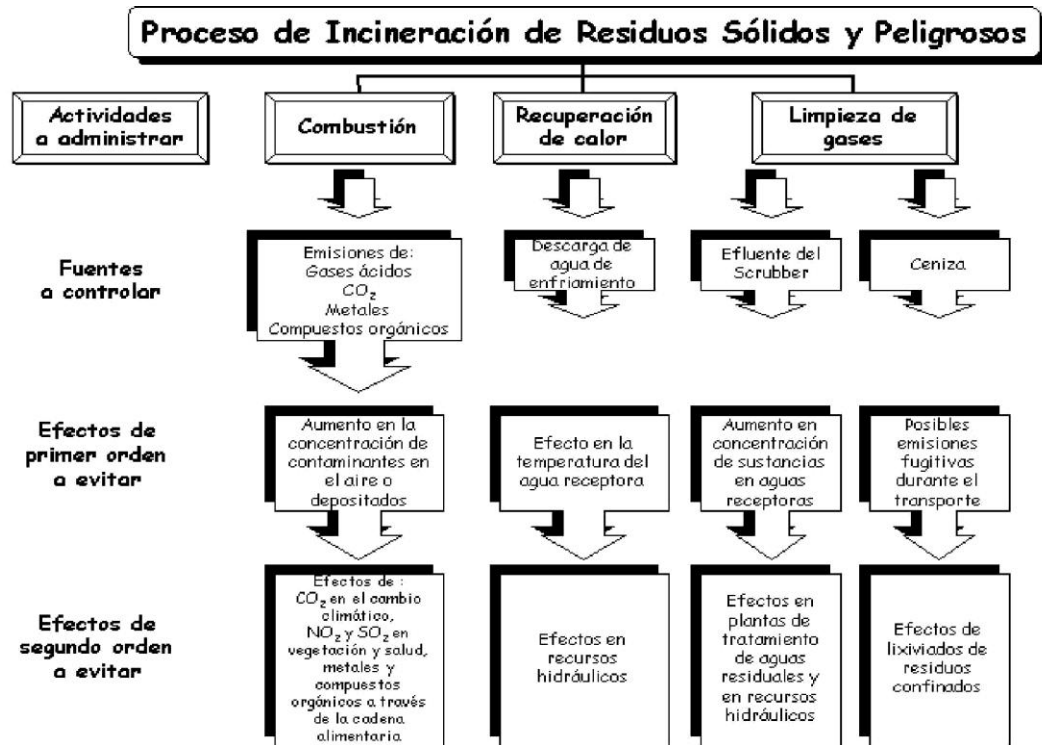 Proceso de Incineración de Residuos Sólidos y Peligrosos
Actividades
a administrar
Combustión
Recuperación
de calor
Limpieza de
gases
Fuentes
a controlar
Emisiones de:
Gases ácidos
CO₂
Metales
Compuestos orgánicos
Descarga de
agua de
enfriamiento
Efluente del
Scrubber
Ceniza
Efectos de
primer orden
a evitar
Aumento en la
concentración de
contaminantes en
el aire o
depositados
Efecto en la
temperatura del
agua receptora
Aumento en
concentración
de sustancias
en aguas
receptoras
Posibles
emisiones
fugitivas
durante el
transporte
Efectos de
segundo orden
a evitar
Efectos de :
CO₂ en el cambio
climático,
NO₂ y SO₂ en
vegetación y salud,
metales y
compuestos
orgánicos a través
de la cadena
alimentaria
Efectos en
recursos
hidráulicos
Efectos en
plantas de
tratamiento
de aguas
residuales y
en recursos
hidráulicos
Efectos de
lixiviados de
residuos
confinados